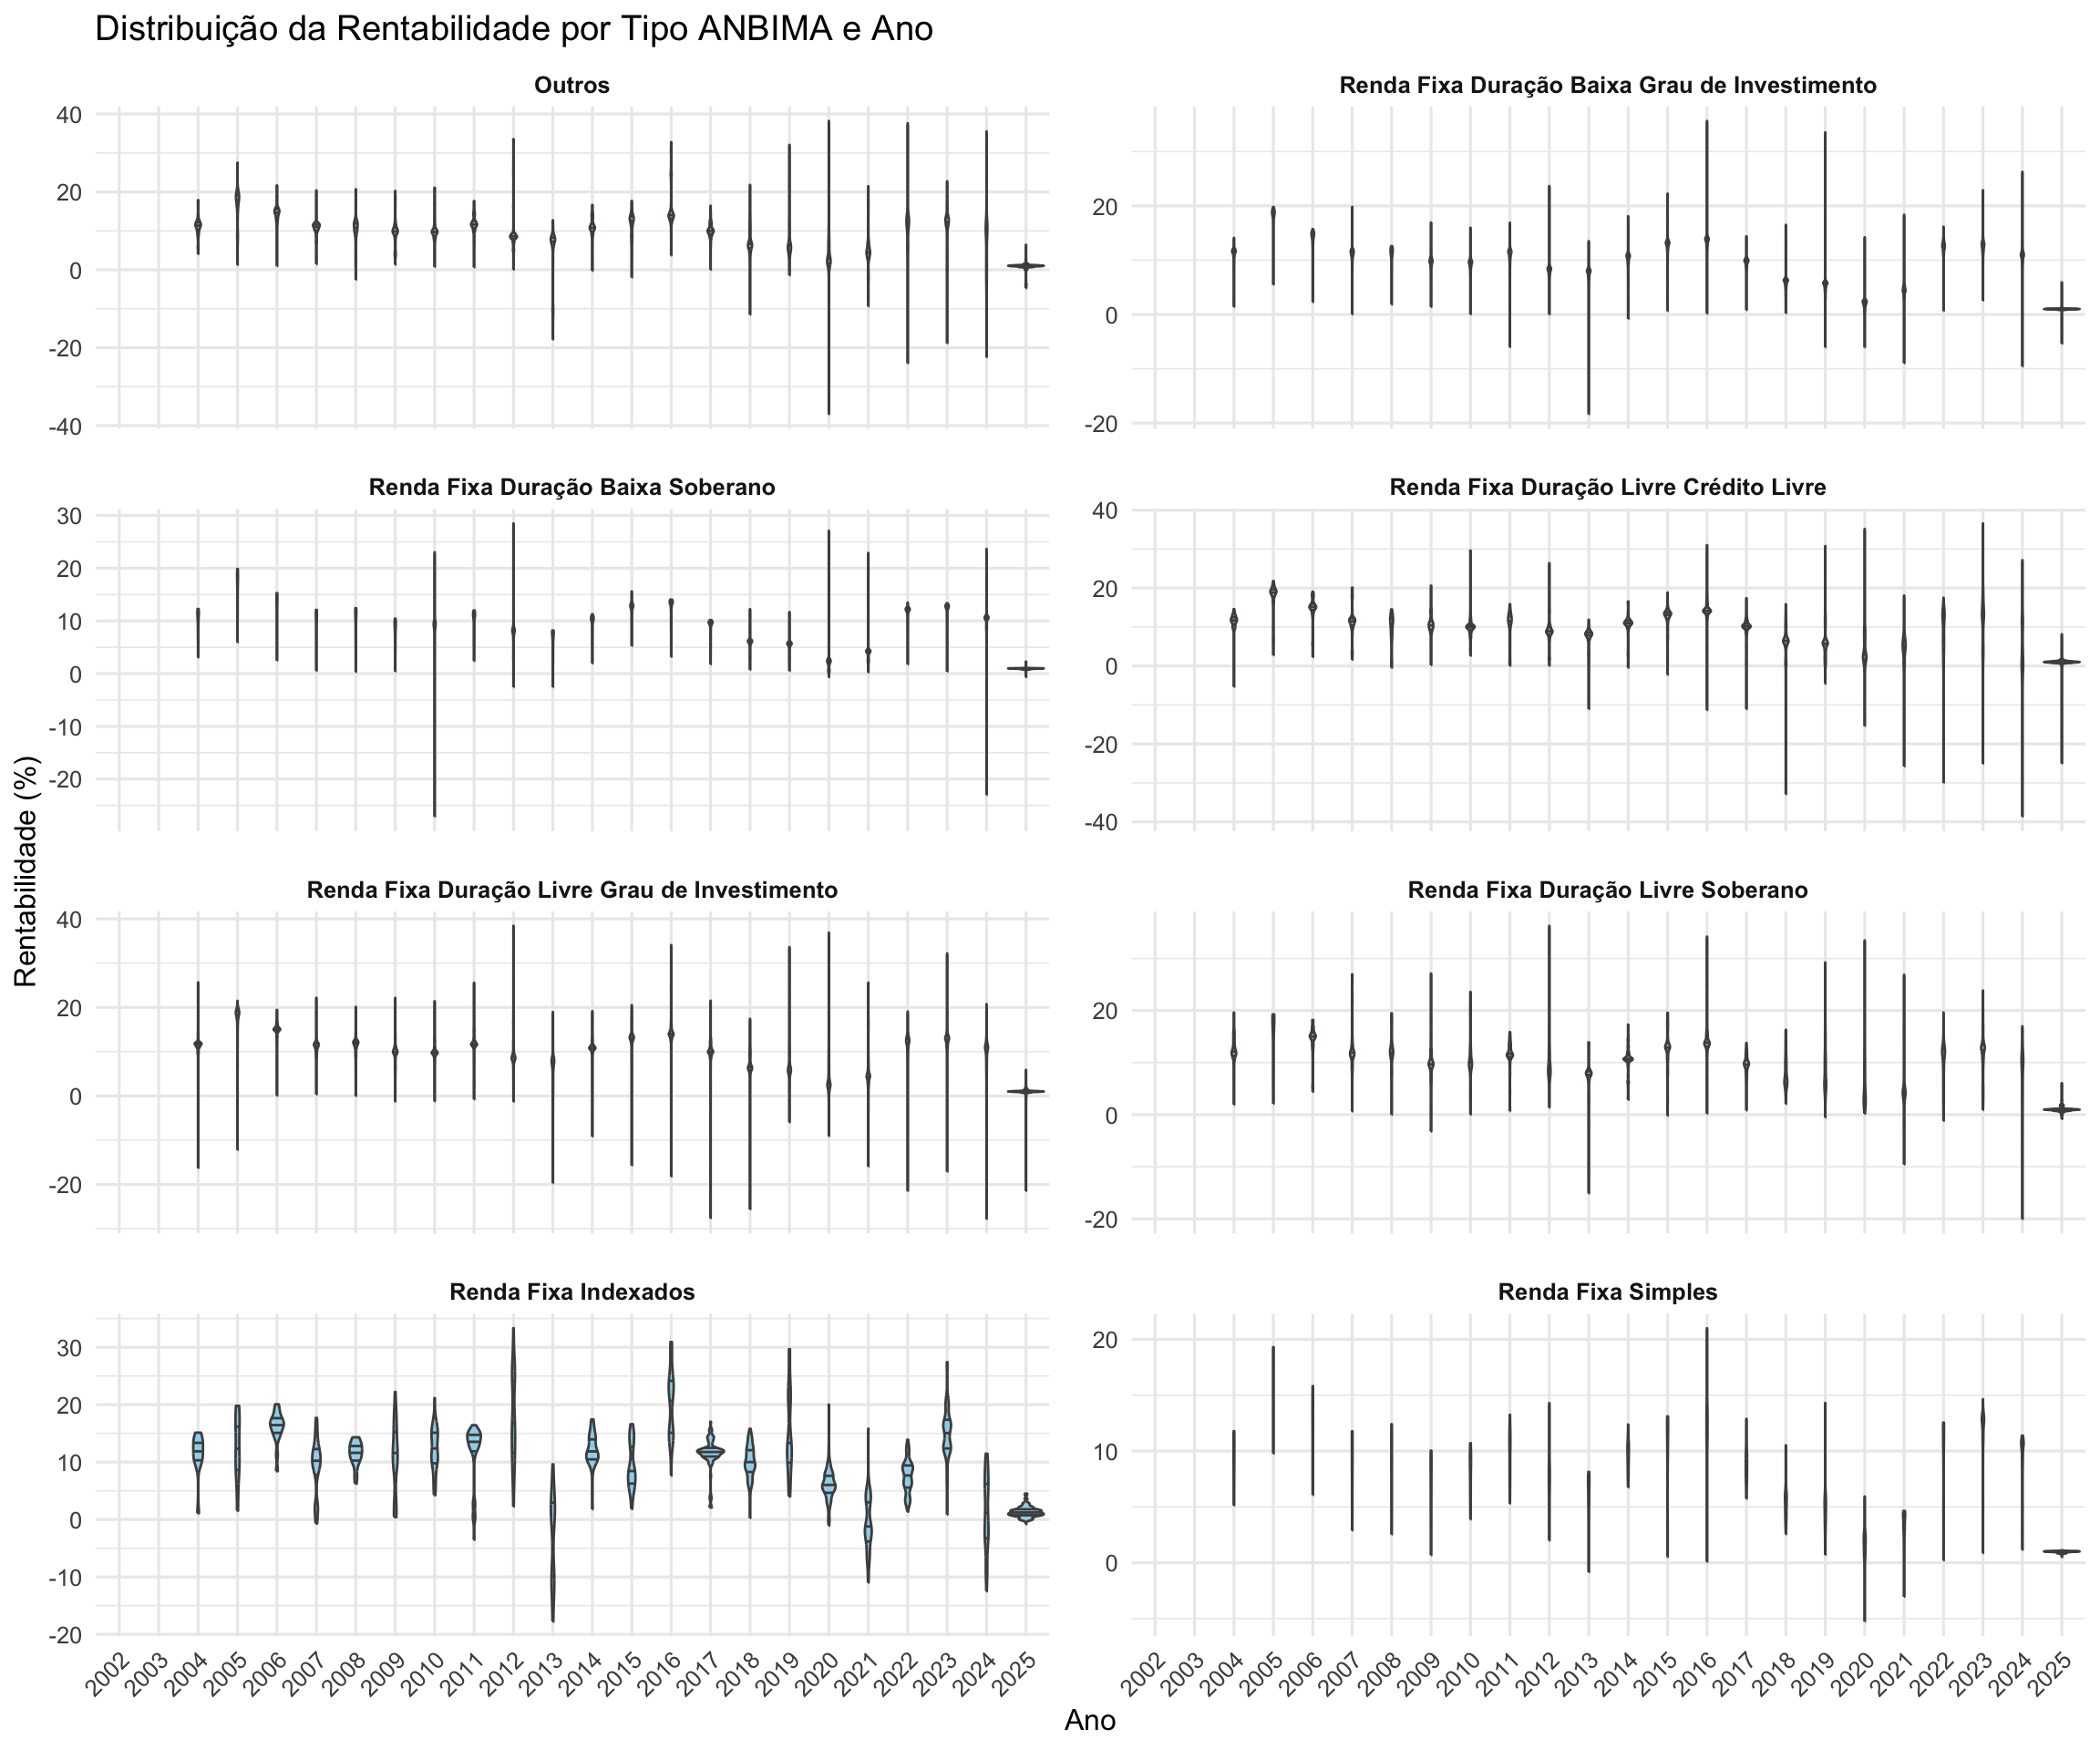 Distribuição da Rentabilidade por Tipo ANBIMA e Ano
Outros
40
20
0
-20
-40
Renda Fixa Duração Baixa Grau de Investimento
20
0
-20
Renda Fixa Duração Baixa Soberano
30
20
10
0
-10
-20
Renda Fixa Duração Livre Crédito Livre
40
20
0
-20
-40
Rentabilidade (%)
Renda Fixa Duração Livre Grau de Investimento
40
20
0
-20
Renda Fixa Duração Livre Soberano
20
0
-20
Renda Fixa Indexados
30
20
10
0
-10
-20
2002 2003 2004 2005 2006 2007 2008 2009 2010 2011 2012 2013 2014 2015 2016 2017 2018 2019 2020 2021 2022 2023 2024 2025
Renda Fixa Simples
20
10
0
2002 2003 2004 2005 2006 2007 2008 2009 2010 2011 2012 2013 2014 2015 2016 2017 2018 2019 2020 2021 2022 2023 2024 2025
Ano